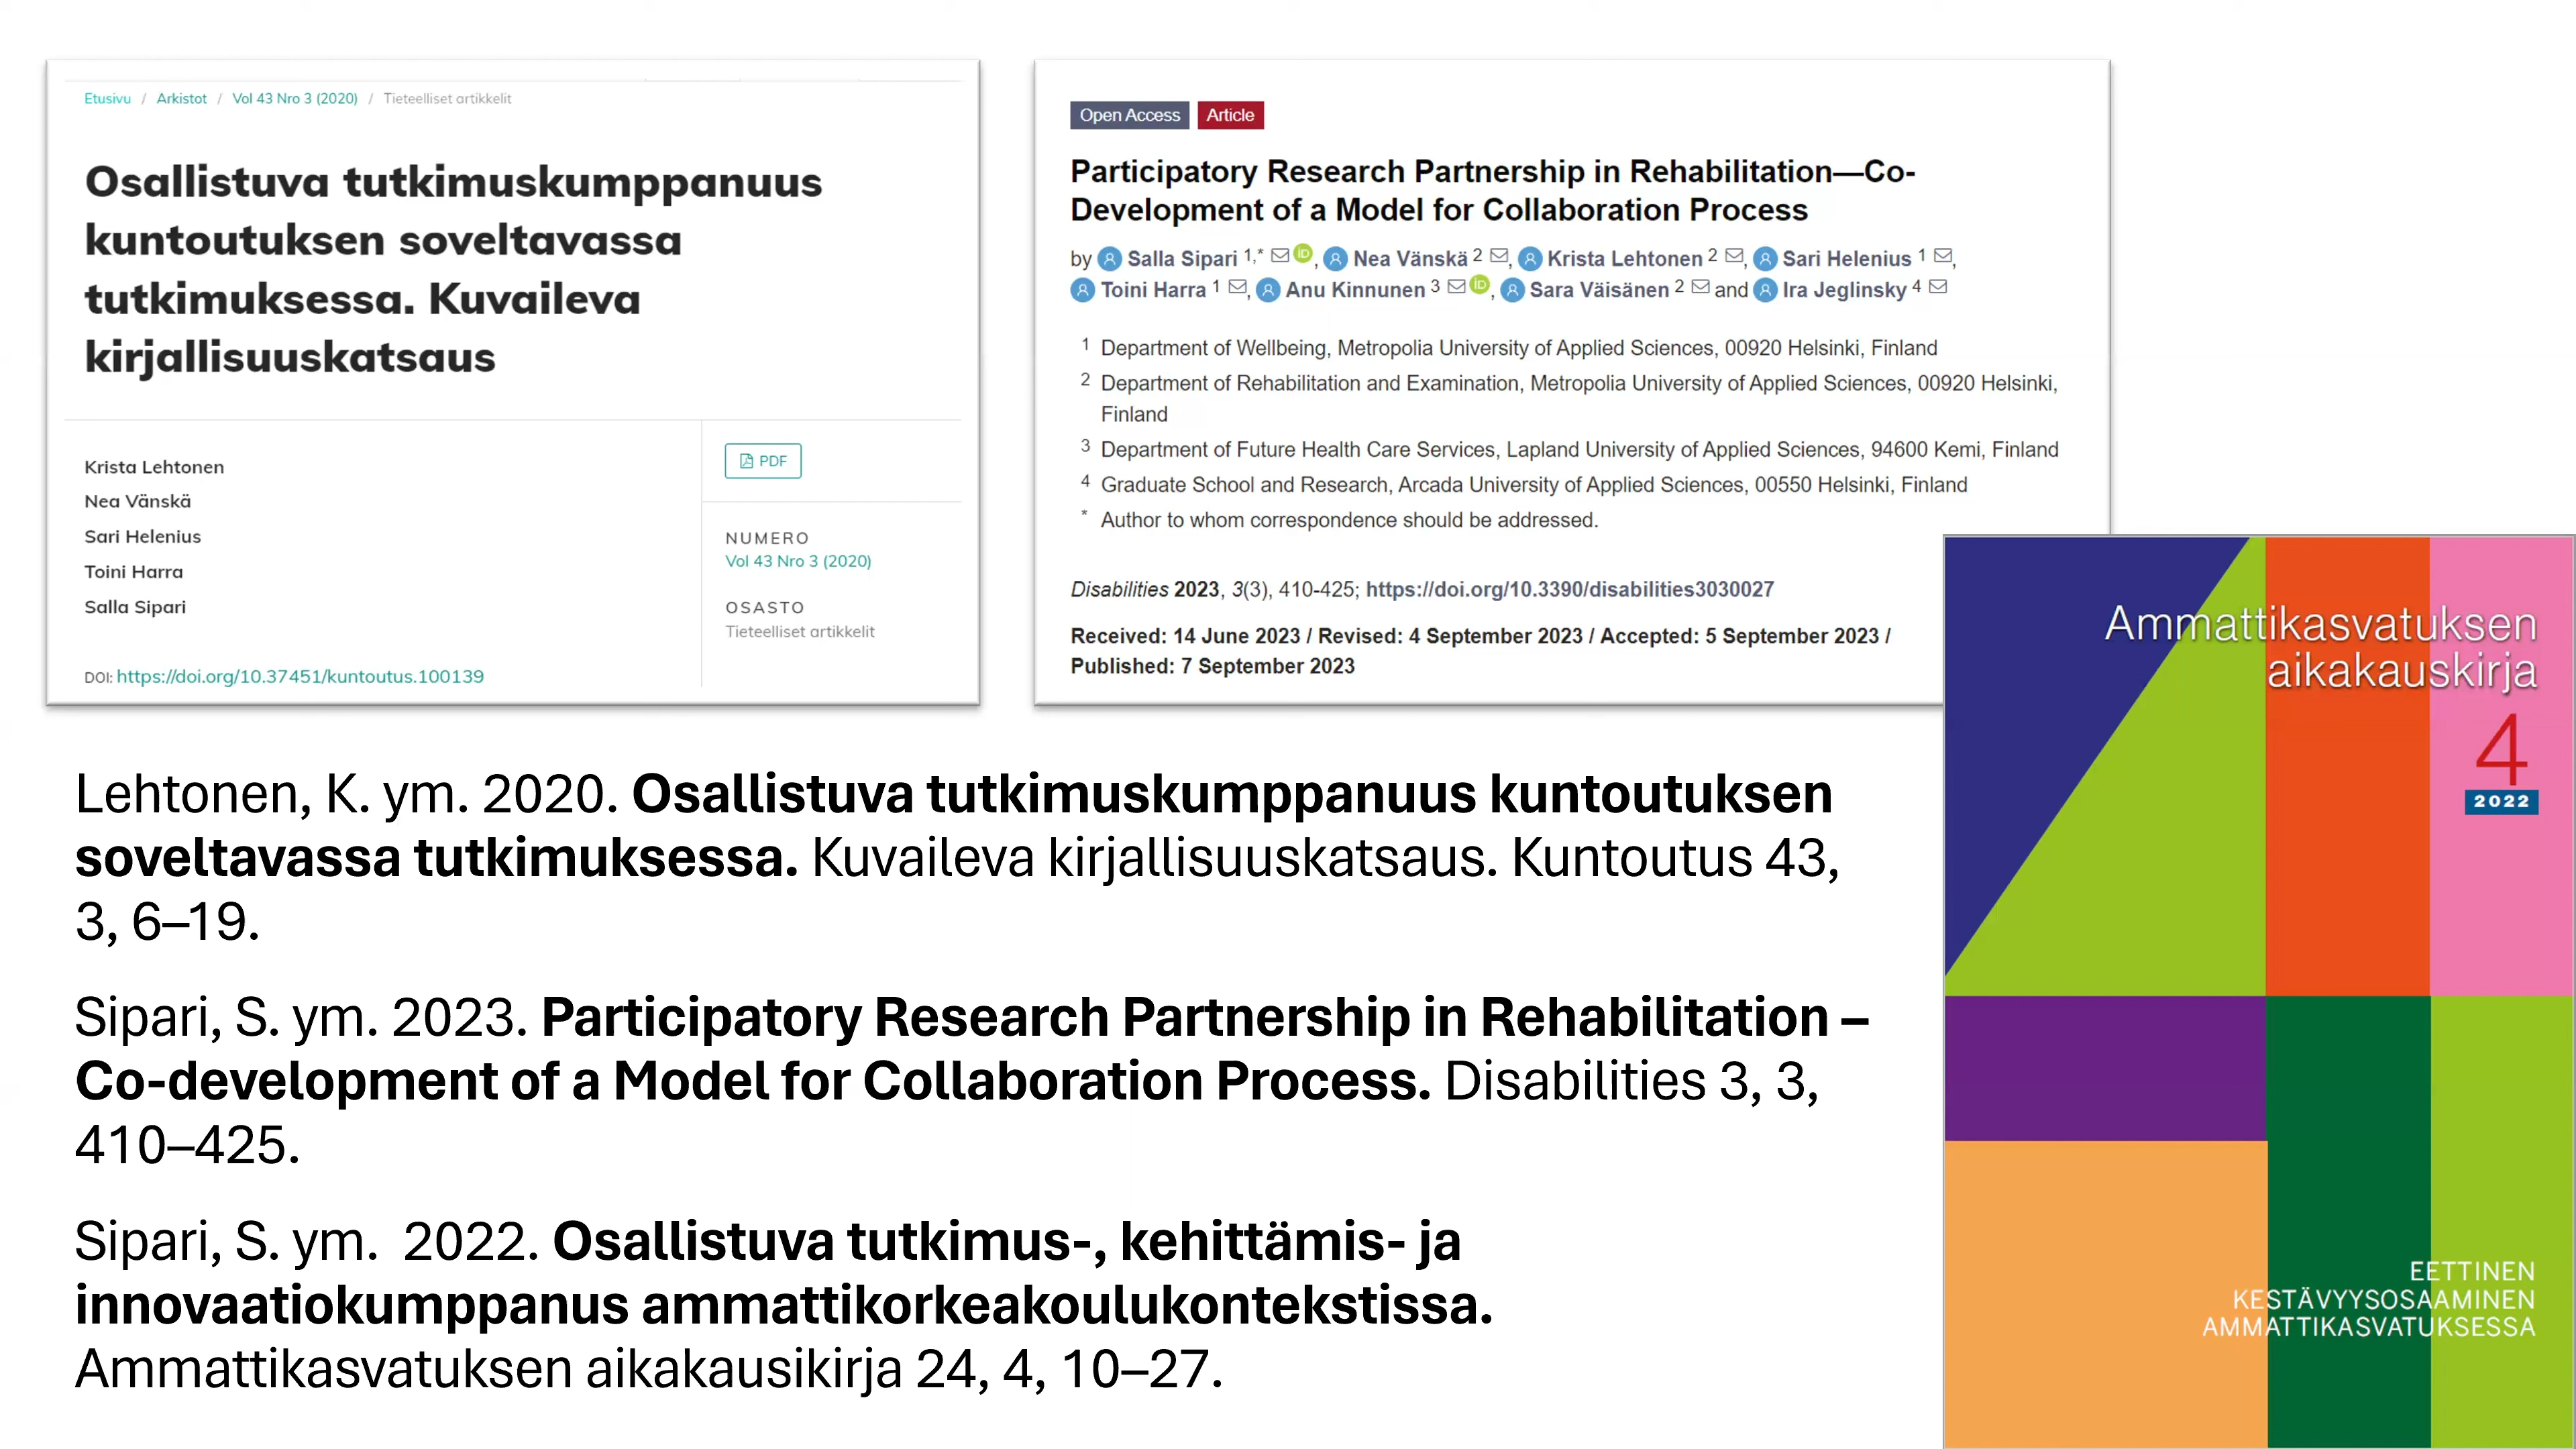 Etusivu / Arkistot / Vol 43 Nro 3 (2020) / Tieteelliset artikkelit
Osallistuva tutkimuskumppanuus
kuntoutuksen soveltavassa
tutkimuksessa. Kuvaileva
kirjallisuuskatsaus
Krista Lehtonen
Nea Vänskä
Sari Helenius
Toini Harra
Salla Sipari
DOI: https://doi.org/10.37451/kuntoutus.100139
PDF
NUMERO
Vol 43 Nro 3 (2020)
OSASTO
Tieteelliset artikkelit
Open Access Article
Participatory Research Partnership in Rehabilitation—Co-
Development of a Model for Collaboration Process
by Salla Sipari 1,* iD, Nea Vänskä 2, Krista Lehtonen 2, Sari Helenius 1,
Toini Harra 1, Anu Kinnunen 3 iD, Sara Väisänen 2 and Ira Jeglinsky 4
1 Department of Wellbeing, Metropolia University of Applied Sciences, 00920 Helsinki, Finland
2 Department of Rehabilitation and Examination, Metropolia University of Applied Sciences, 00920 Helsinki,
Finland
3 Department of Future Health Care Services, Lapland University of Applied Sciences, 94600 Kemi, Finland
4 Graduate School and Research, Arcada University of Applied Sciences, 00550 Helsinki, Finland
* Author to whom correspondence should be addressed.
Disabilities 2023, 3(3), 410-425; https://doi.org/10.3390/disabilities3030027
Received: 14 June 2023 / Revised: 4 September 2023 / Accepted: 5 September 2023 /
Published: 7 September 2023
Ammattikasvatuksen
aikakauskirja
4
2022
EETTINEN
KESTÄVYYSOSAAMINEN
AMMATTIKASVATUKSESSA
Lehtonen, K. ym. 2020. Osallistuva tutkimuskumppanuus kuntoutuksen
soveltavassa tutkimuksessa. Kuvaileva kirjallisuuskatsaus. Kuntoutus 43,
3, 6–19.
Sipari, S. ym. 2023. Participatory Research Partnership in Rehabilitation –
Co-development of a Model for Collaboration Process. Disabilities 3, 3,
410–425.
Sipari, S. ym. 2022. Osallistuva tutkimus-, kehittämis- ja
innovaatiokumppanus ammattikorkeakoulukontekstissa.
Ammattikasvatuksen aikakausikirja 24, 4, 10–27.